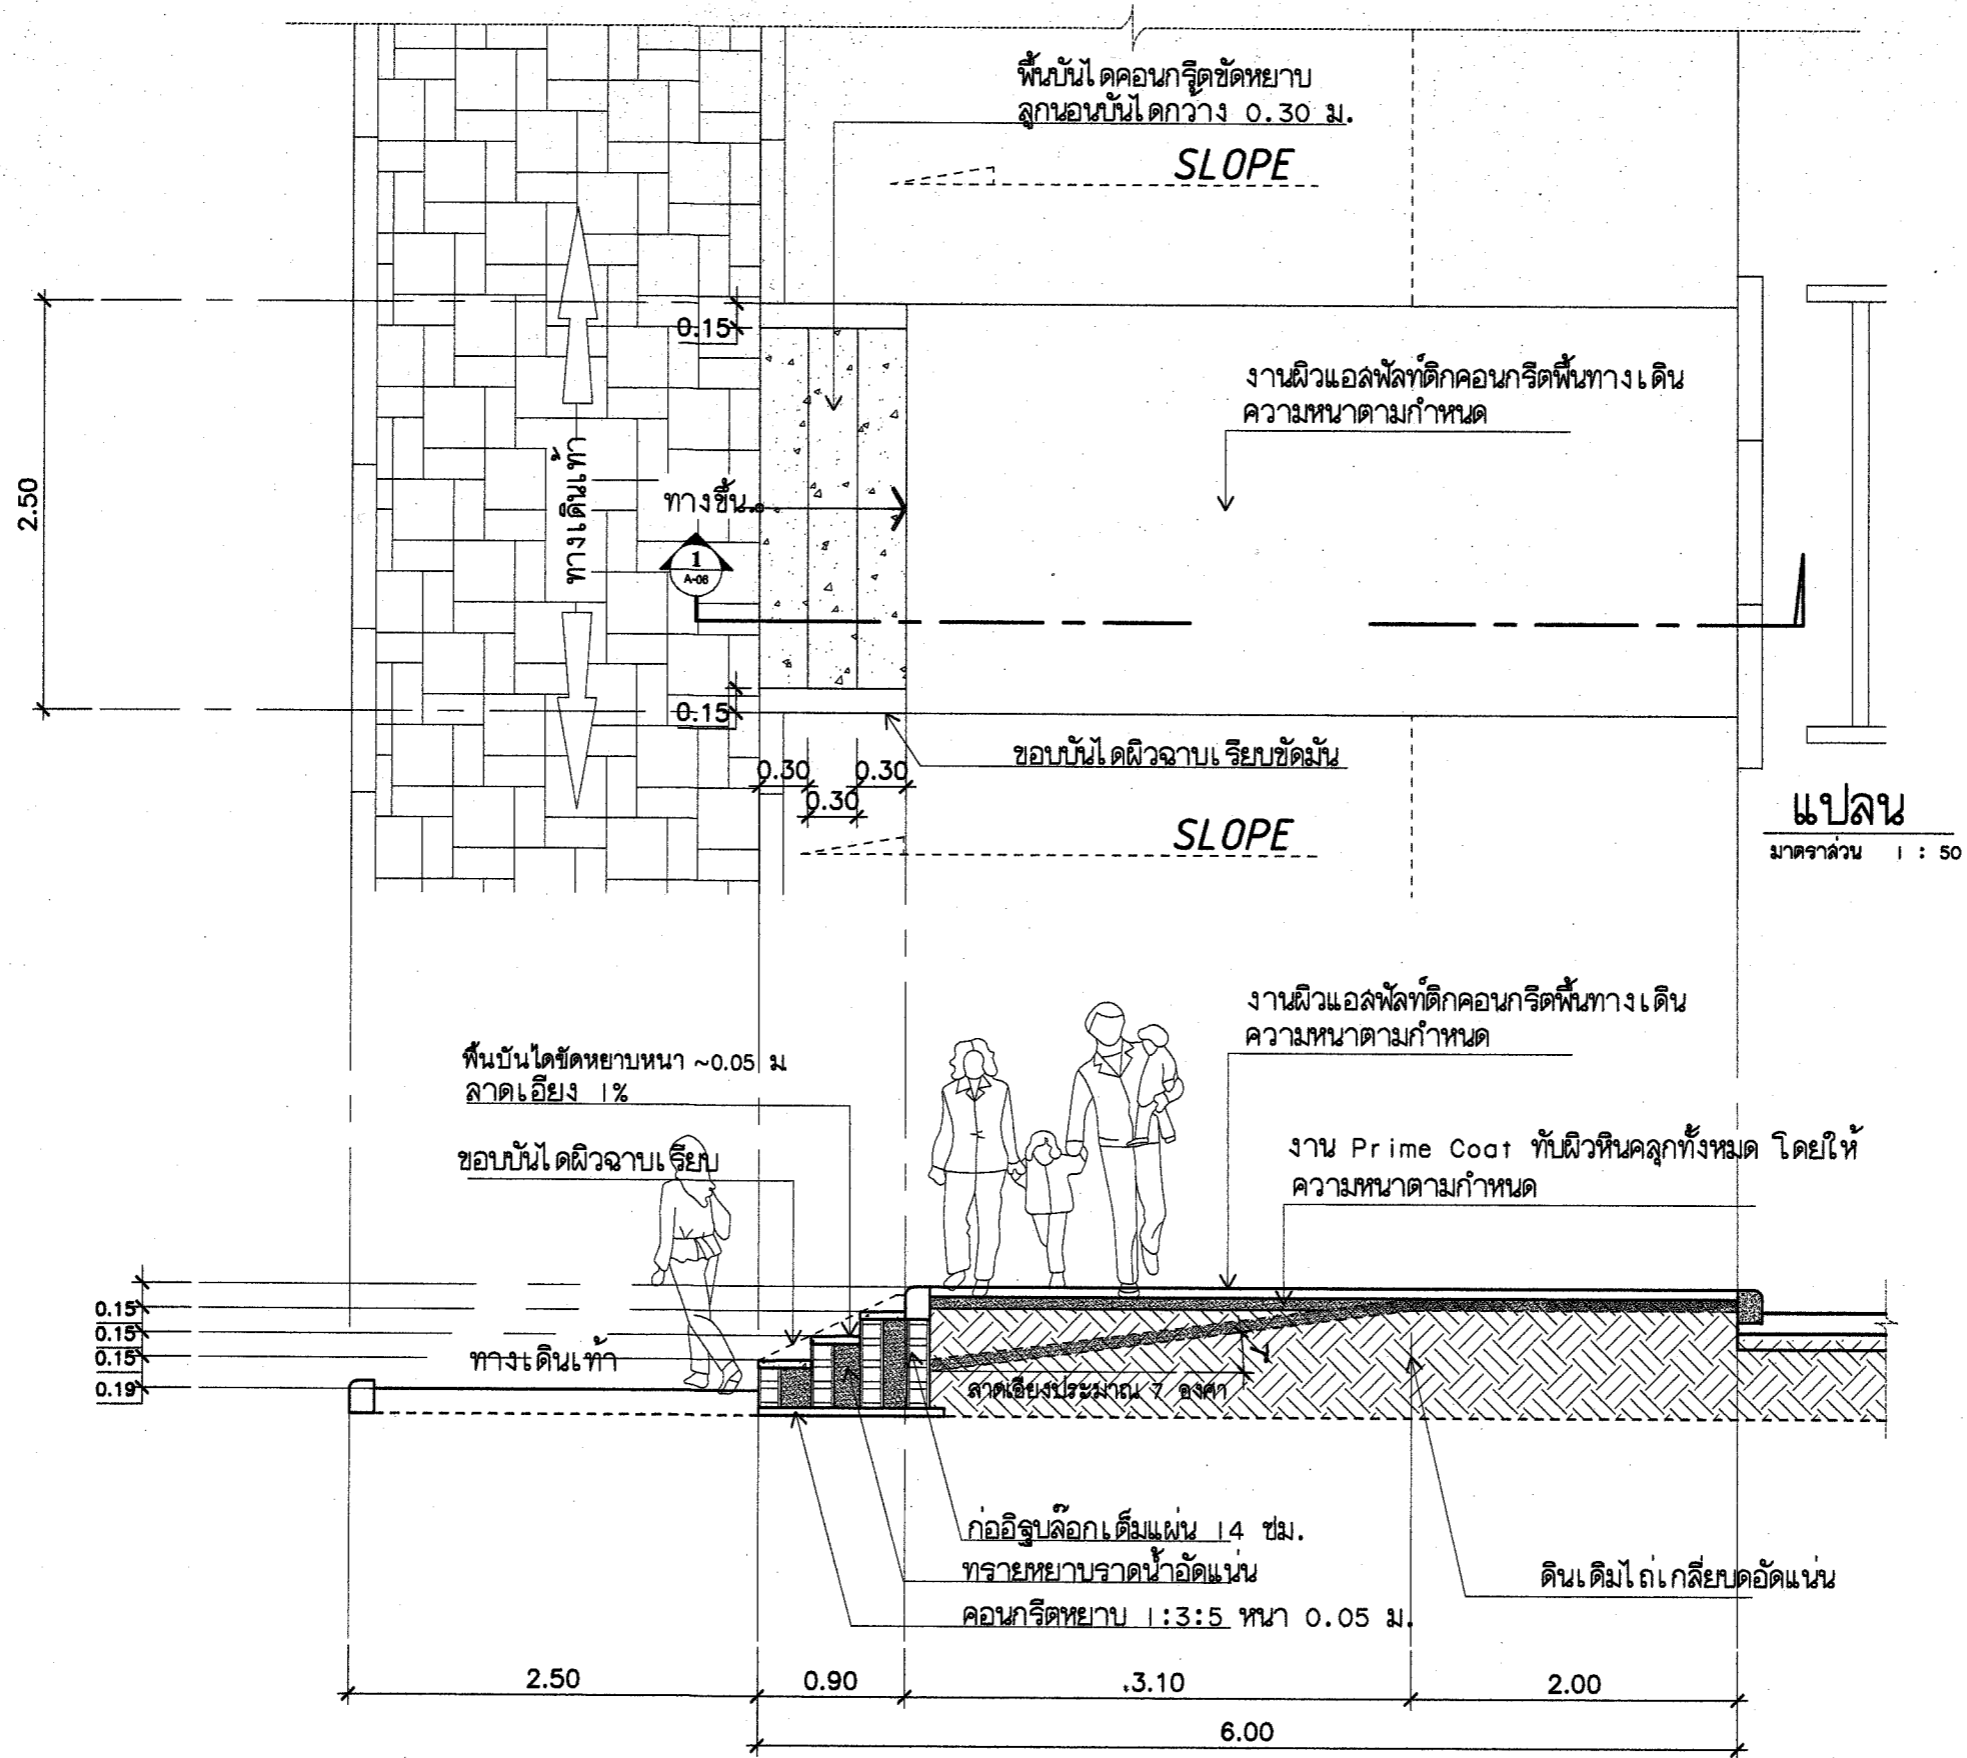 พื้นบันไดคอนกรีตขัดหยาบ
ลูกนอนบันไดกว้าง 0.30 ม.
SLOPE
0.15
งานผิวแอสฟัลท์ติกคอนกรีตพื้นทางเดิน
ความหนาตามกำหนด
2.50
ทางเดินเท้า
ทางขึ้น
1
A-06
0.15
ขอบบันไดผิวฉาบเรียบขัดมัน
0.30
0.30
0.30
SLOPE
แปลน
มาตราส่วน 1 : 50
งานผิวแอสฟัลท์ติกคอนกรีตพื้นทางเดิน
ความหนาตามกำหนด
พื้นบันไดขัดหยาบหนา ~0.05 ม
ลาดเอียง 1%
ขอบบันไดผิวฉาบเรียบ
งาน Prime Coat ทับผิวหินคลุกทั้งหมด โดยให้
ความหนาตามกำหนด
0.15
0.15
0.15
0.19
ทางเดินเท้า
ลาดเอียงประมาณ 7 องศา
ก่ออิฐบล๊อกเต็มแผ่น 14 ซม.
ทรายหยาบราดน้ำอัดแน่น
คอนกรีตหยาบ 1:3:5 หนา 0.05 ม.
ดินเดิมไถ่เกลี่ยบดอัดแน่น
2.50
0.90
3.10
2.00
6.00